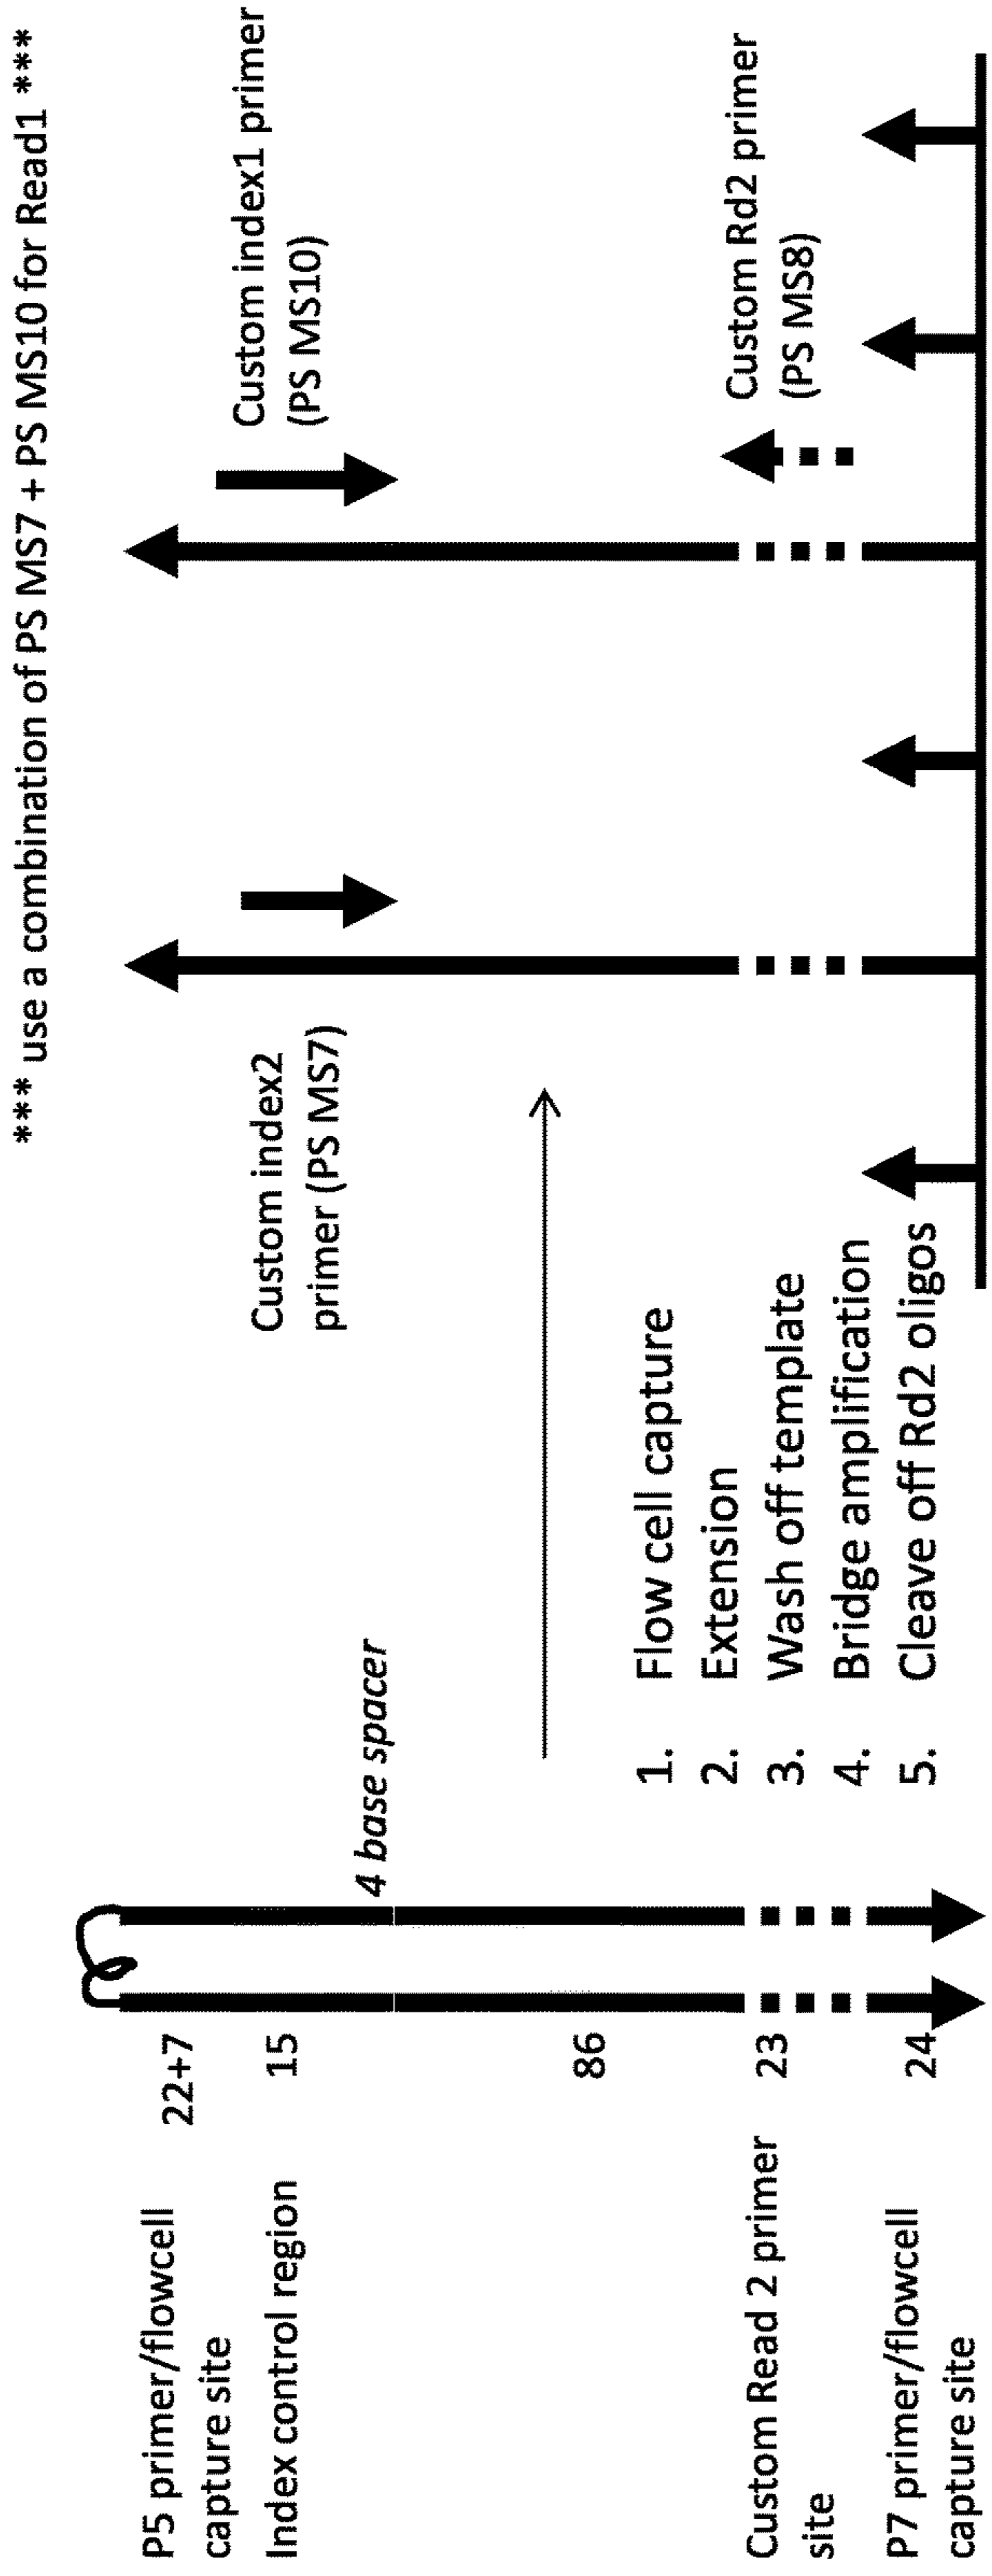 *** use a combination of PS MS7 + PS MS10 for Read1 ***
P5 primer/flowcell
capture site
22+7
Index control region
15
4 base spacer
86
Custom Read 2 primer
site
23
P7 primer/flowcell
capture site
24
1. Flow cell capture
2. Extension
3. Wash off template
4. Bridge amplification
5. Cleave off Rd2 oligos
Custom index2
primer (PS MS7)
Custom index1 primer
(PS MS10)
Custom Rd2 primer
(PS MS8)